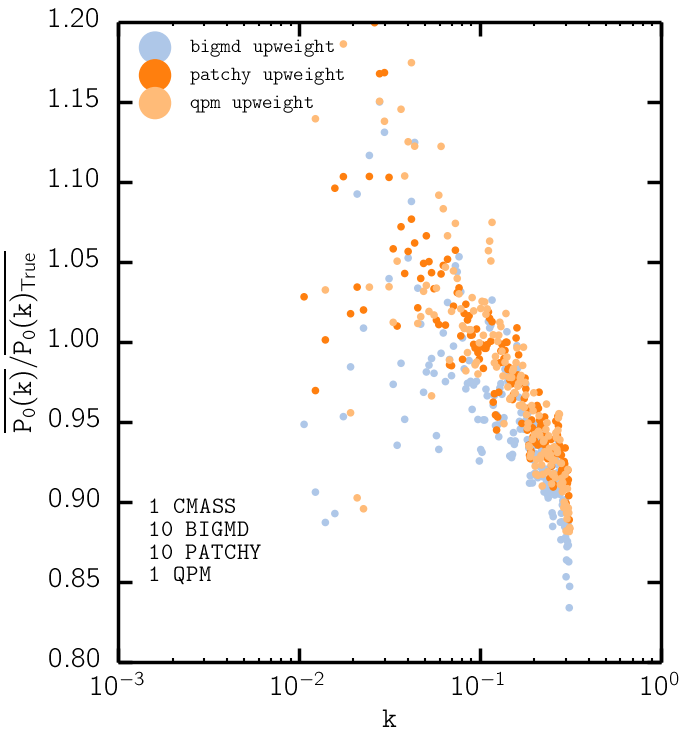 1.20
1.15
1.10
1.05
1.00
0.95
0.90
0.85
0.80
P₀(k)/P₀(k)True
bigmd upweight
patchy upweight
qpm upweight
1 CMASS
10 BIGMD
10 PATCHY
1 QPM
10⁻³ 10⁻² 10⁻¹ 10⁰
k